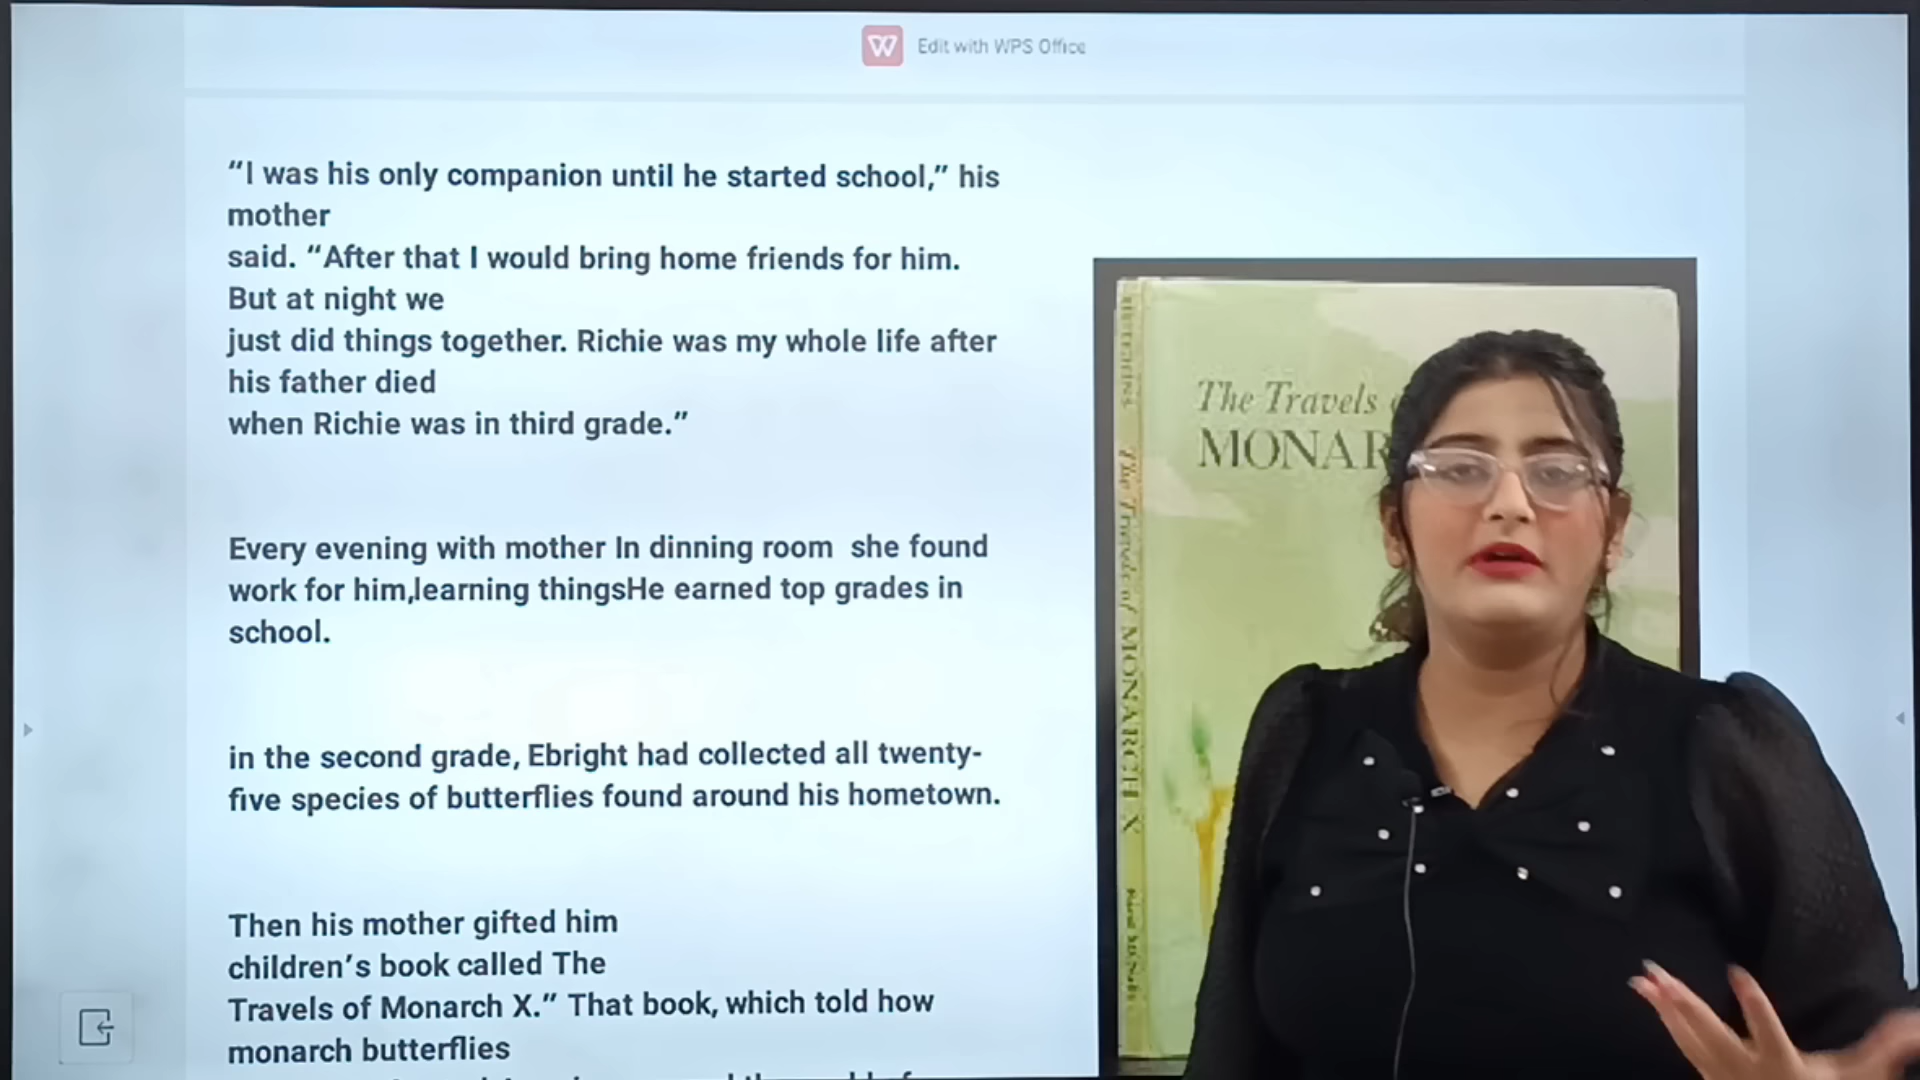 Edit with WPS Office
“I was his only companion until he started school,” his
mother
said. “After that I would bring home friends for him.
But at night we
just did things together. Richie was my whole life after
his father died
when Richie was in third grade.”
Every evening with mother In dinning room she found
work for him,learning thingsHe earned top grades in
school.
in the second grade, Ebright had collected all twenty-
five species of butterflies found around his hometown.
Then his mother gifted him
children’s book called The
Travels of Monarch X.” That book, which told how
monarch butterflies
The Travels
MONAR
The Travels of MONARCH X